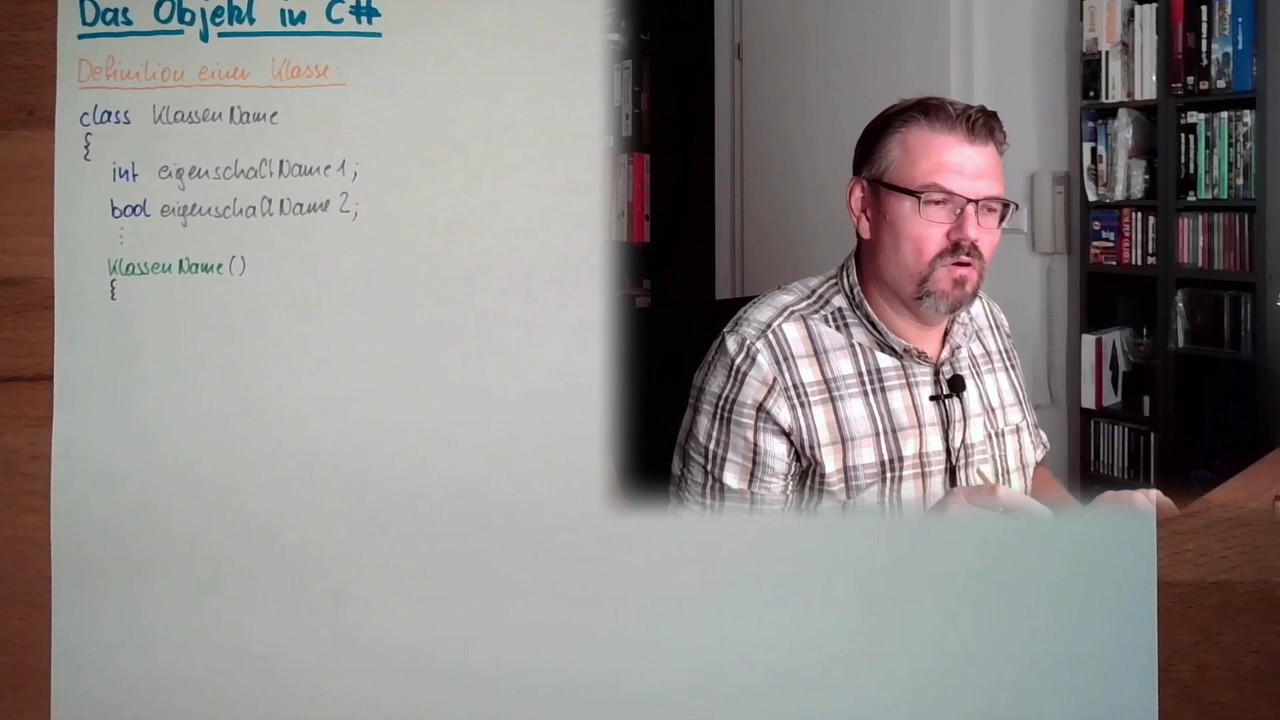 Das Objekt in C#
Definition einer Klasse:
class KlassenName
{
int eigenschaftName1;
bool eigenschaftName2;
⋮
KlassenName()
{